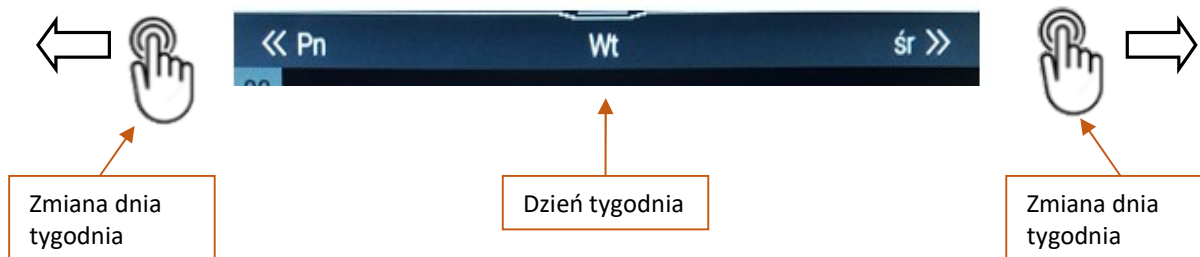 « Pn Wt śr »
Zmiana dnia
tygodnia
Dzień tygodnia
Zmiana dnia
tygodnia